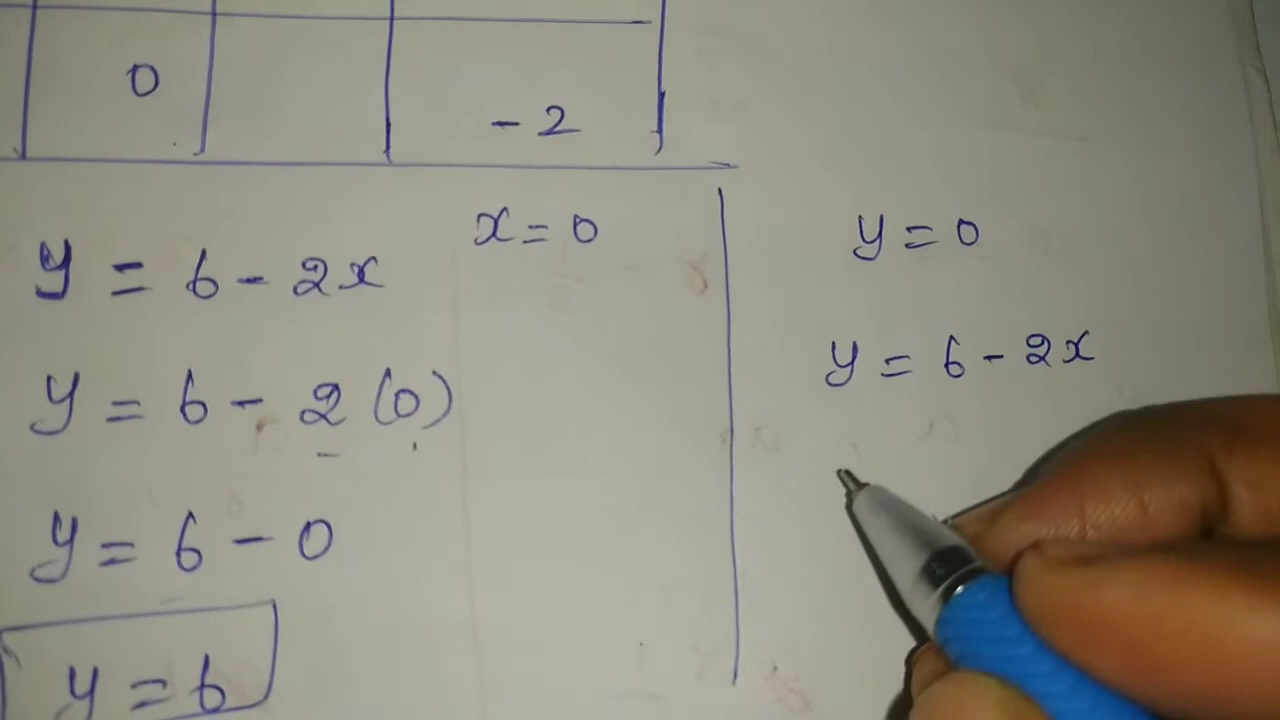 0 -2
y = 6 - 2x
x = 0
y = 6 - 2(0)
y = 6 - 0
y = 6
y = 0
y = 6 - 2x